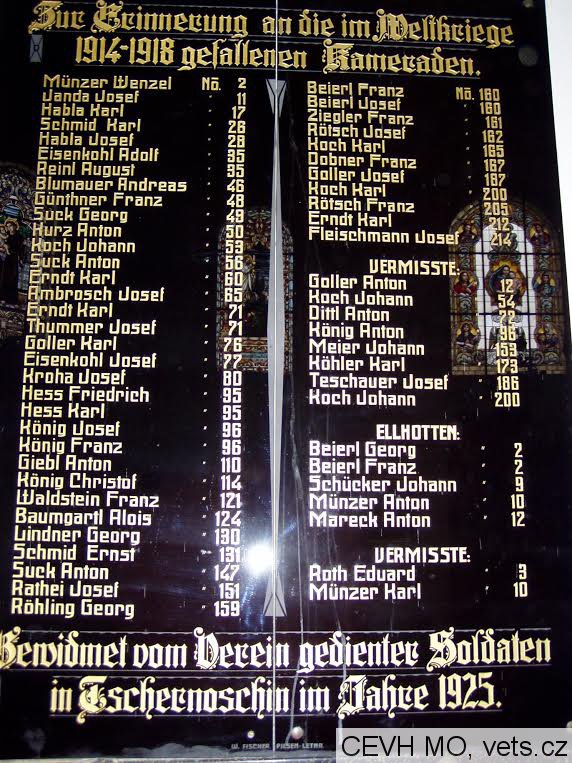 Zur Erinnerung an die im Weltkriege
1914-1918 gefallenen Kameraden.
Münzer Wenzel No. 2
Janda Josef " 11
Habla Karl " 17
Schmid Karl " 26
Habla Josef " 28
Eisenkohl Adolf " 35
Reinl August " 35
Blumauer Andreas " 46
Günthner Franz " 48
Suck Georg " 49
Kurz Anton " 50
Koch Johann " 53
Suck Anton " 56
Erndt Karl " 60
Ambrosch Josef " 65
Erndt Karl " 71
Thummer Josef " 71
Goller Karl " 76
Eisenkohl Josef " 77
Kroha Josef " 80
Hess Friedrich " 95
Hess Karl " 95
König Josef " 96
König Franz " 96
Giebl Anton " 110
König Christof " 114
Waldstein Franz " 121
Baumgartl Alois " 124
Lindner Georg " 130
Schmid Ernst " 131
Suck Anton " 147
Rathei Josef " 151
Röhling Georg " 159
Beierl Franz No. 160
Beierl Josef " 160
Ziegler Franz " 161
Rötsch Josef " 162
Koch Karl " 165
Dobner Franz " 167
Goller Josef " 187
Koch Karl " 200
Rötsch Franz " 205
Erndt Karl " 212
Fleischmann Josef " 214
VERMISSTE:
Goller Anton " 12
Koch Johann " 54
Dittl Anton "
König Anton " 98
Meier Johann " 153
Köhler Karl " 173
Teschauer Josef " 186
Koch Johann " 200
ELLHOTTEN:
Beierl Georg " 2
Beierl Franz " 2
Schücker Johann " 9
Münzer Anton " 10
Mareck Anton " 12
VERMISSTE:
Roth Eduard " 3
Münzer Karl " 10
Gewidmet vom Verein gedienter Soldaten
in Tschernoschin im Jahre 1925.
W. FISCHER PILSEN-LETNA.
CEVH MO, vets.cz